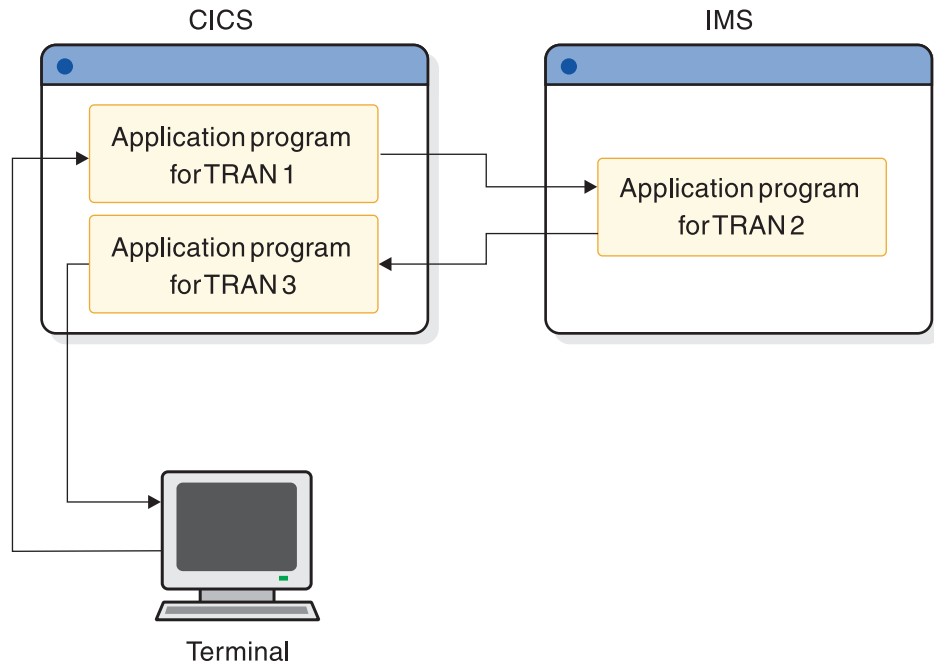 CICS
IMS
Application program
for TRAN 1
Application program
for TRAN 2
Application program
for TRAN 3
Terminal